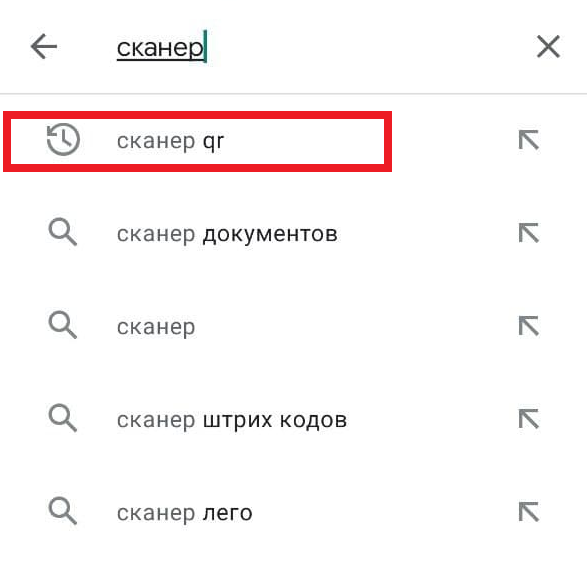 сканер
сканер qr
сканер документов
сканер
сканер штрих кодов
сканер лего